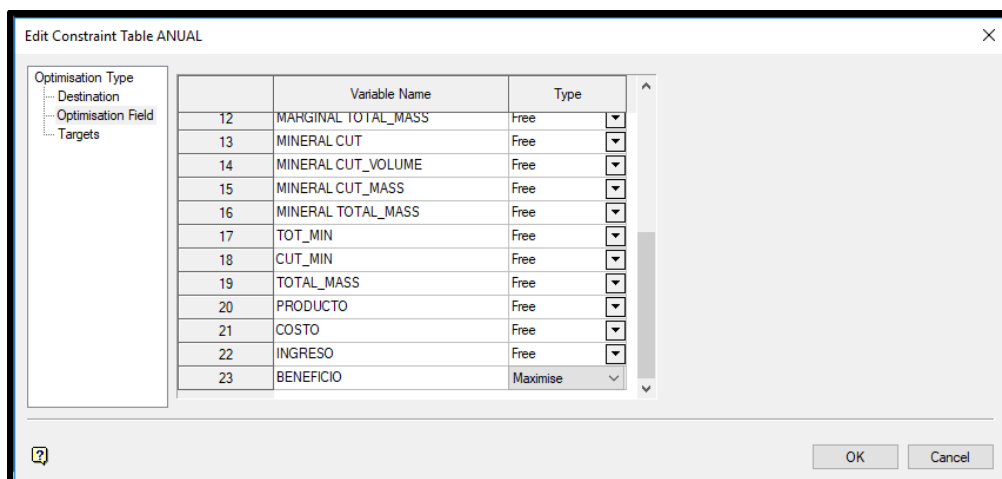 Edit Constraint Table ANUAL
Optimisation Type
Destination
Optimisation Field
Targets
Variable Name Type
12 MARGINAL TOTAL_MASS Free
13 MINERAL CUT Free
14 MINERAL CUT_VOLUME Free
15 MINERAL CUT_MASS Free
16 MINERAL TOTAL_MASS Free
17 TOT_MIN Free
18 CUT_MIN Free
19 TOTAL_MASS Free
20 PRODUCTO Free
21 COSTO Free
22 INGRESO Free
23 BENEFICIO Maximise
OK Cancel